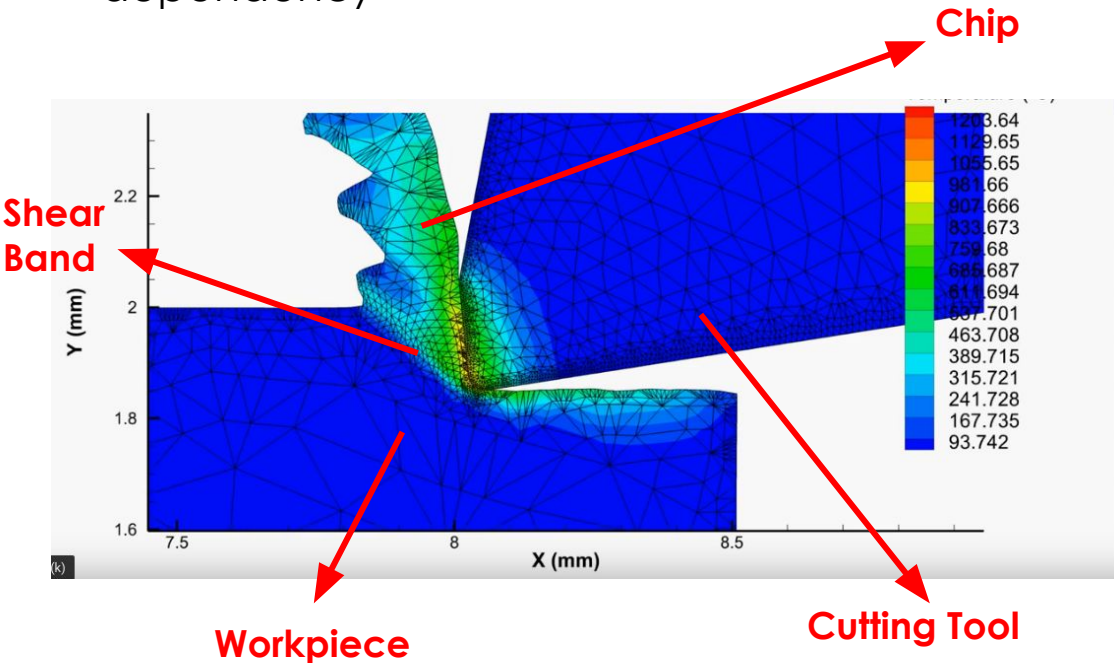 dependency
Chip
Temperature (°C)
1203.64
1129.65
1055.65
981.66
907.666
833.673
759.68
685.687
611.694
537.701
463.708
389.715
315.721
241.728
167.735
93.742
Shear
Band
2.2
2
1.8
1.6
Y (mm)
7.5
8
8.5
X (mm)
(k)
Workpiece
Cutting Tool